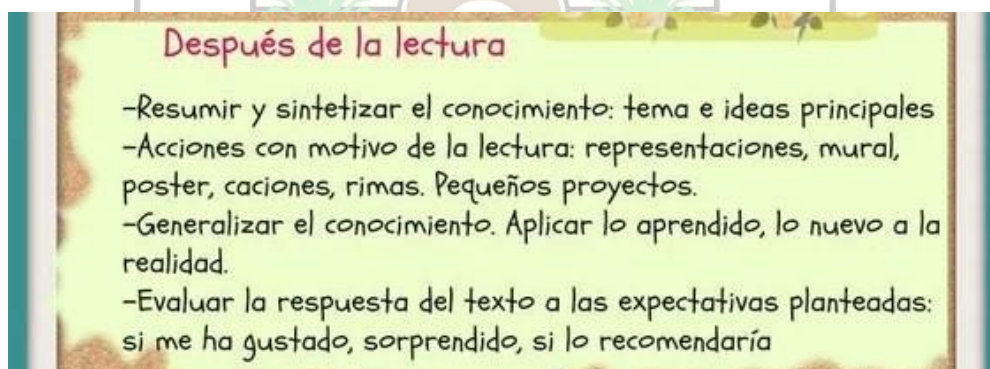 Después de la lectura
-Resumir y sintetizar el conocimiento: tema e ideas principales
-Acciones con motivo de la lectura: representaciones, mural,
poster, caciones, rimas. Pequeños proyectos.
-Generalizar el conocimiento. Aplicar lo aprendido, lo nuevo a la
realidad.
-Evaluar la respuesta del texto a las expectativas planteadas:
si me ha gustado, sorprendido, si lo recomendaría